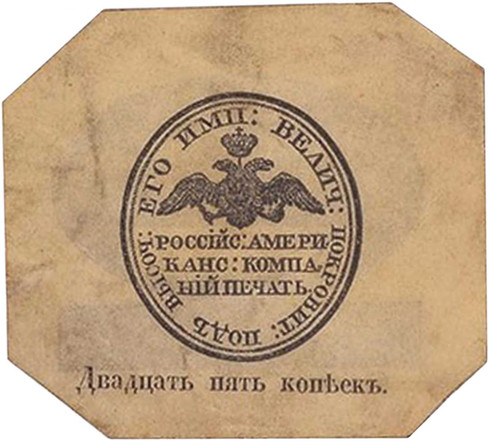 ПОДЪ ВЫСОЧ: ЕГО ИМП: ВЕЛИЧ: ПОКРОВИТ:
РОССІЙС: АМЕРИ
КАНС: КОМПА
НІЙ ПЕЧАТЬ.
Двадцать пять копѣекъ.